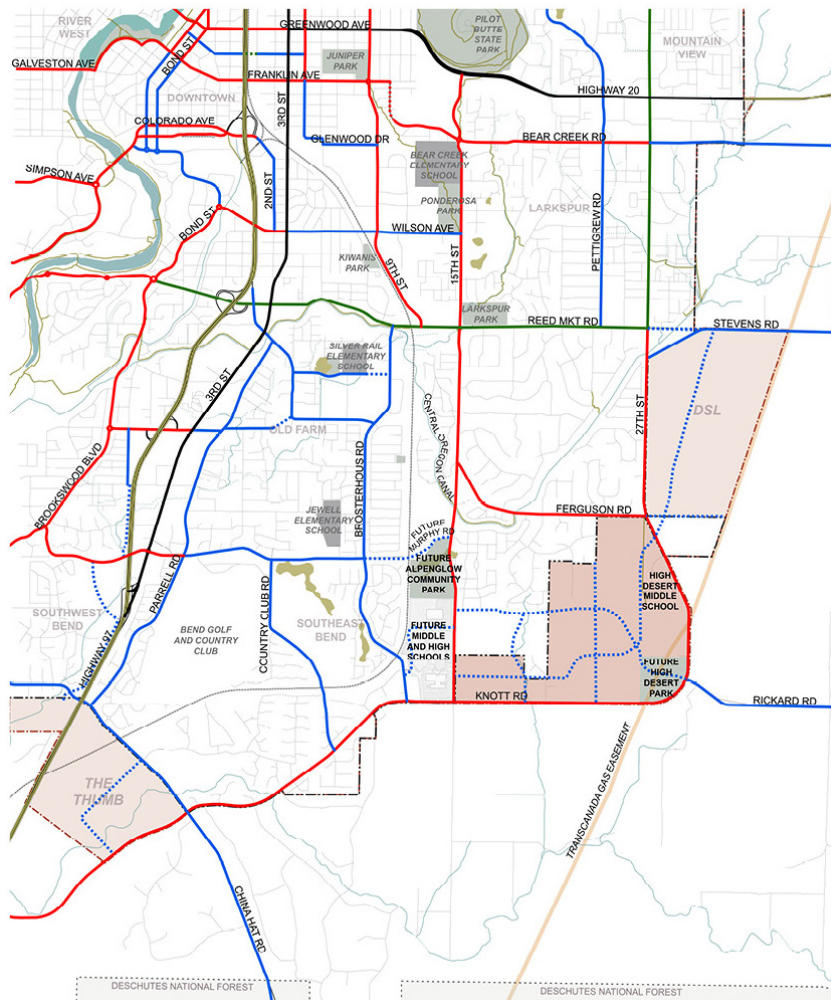 RIVER
WEST
GREENWOOD AVE
PILOT
BUTTE
STATE
PARK
MOUNTAIN
VIEW
GALVESTON AVE
BOND ST
JUNIPER
PARK
FRANKLIN AVE
HIGHWAY 20
DOWNTOWN
3RD ST
COLORADO AVE
GLENWOOD DR
BEAR CREEK RD
BEAR CREEK
ELEMENTARY
SCHOOL
SIMPSON AVE
2ND ST
PONDEROSA
PARK
LARKSPUR
BOND ST
WILSON AVE
PETTIGREW RD
KIWANIS
PARK
9TH ST
15TH ST
LARKSPUR
PARK
REED MKT RD
STEVENS RD
SILVER RAIL
ELEMENTARY
SCHOOL
3RD ST
CENTRAL OREGON CANAL
27TH ST
DSL
OLD FARM
BROOKSWOOD BLVD
BROSTERHOUS RD
JEWELL
ELEMENTARY
SCHOOL
FERGUSON RD
FUTURE
MURPHY RD
FUTURE
ALPENGLOW
COMMUNITY
PARK
HIGH
DESERT
MIDDLE
SCHOOL
PARRELL RD
COUNTRY CLUB RD
SOUTHWEST
BEND
BEND GOLF
AND COUNTRY
CLUB
SOUTHEAST
BEND
FUTURE
MIDDLE
AND HIGH
SCHOOLS
HIGHWAY 97
FUTURE
HIGH
DESERT
PARK
KNOTT RD
RICKARD RD
THE
THUMB
TRANSCANADA GAS EASEMENT
CHINA HAT RD
DESCHUTES NATIONAL FOREST
DESCHUTES NATIONAL FOREST